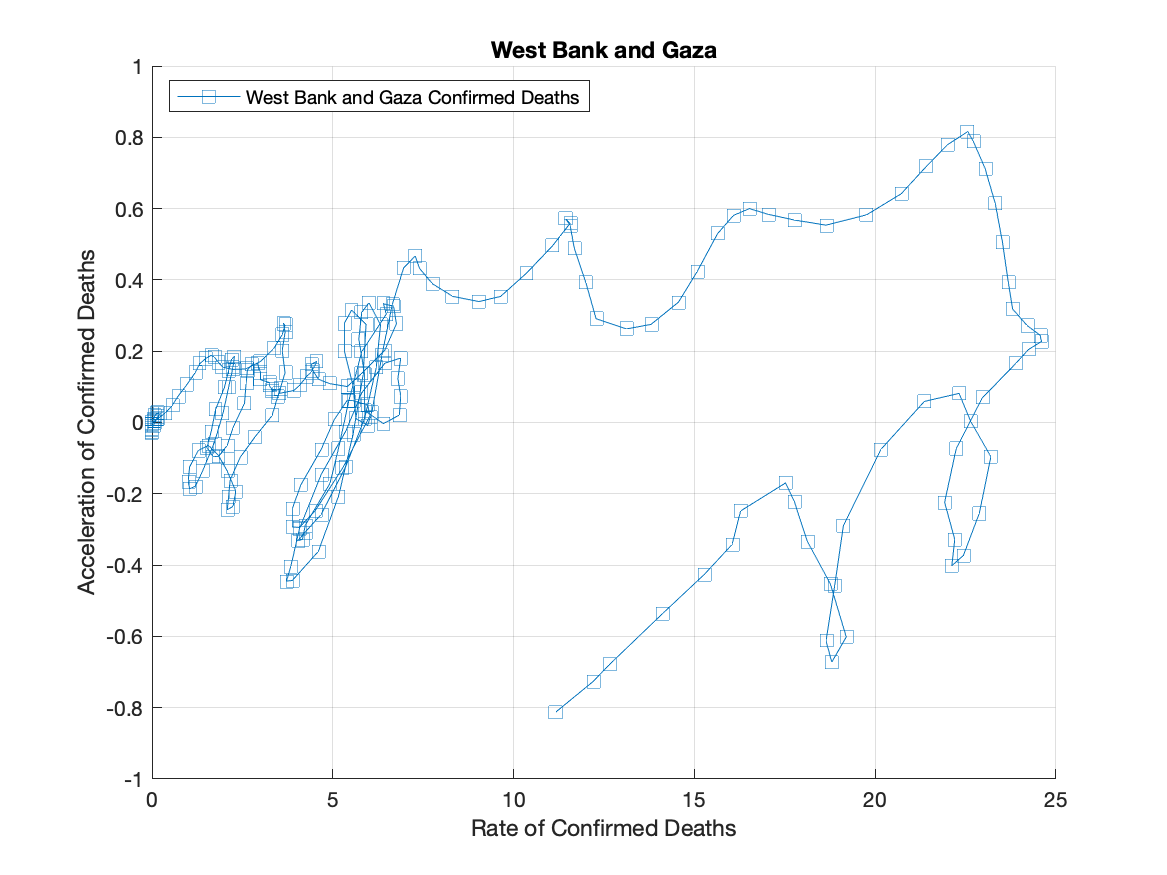 West Bank and Gaza
West Bank and Gaza Confirmed Deaths
1
0.8
0.6
0.4
0.2
0
-0.2
-0.4
-0.6
-0.8
-1
Acceleration of Confirmed Deaths
0 5 10 15 20 25
Rate of Confirmed Deaths